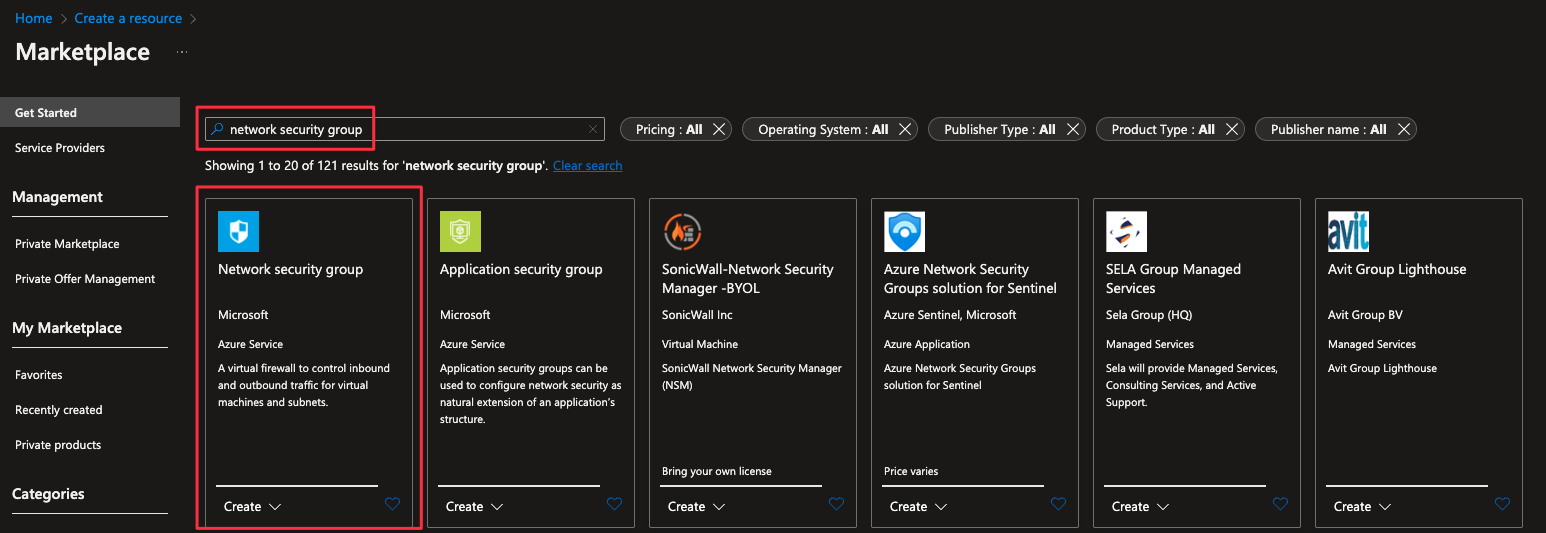 Home > Create a resource >
Marketplace ...
Get Started
Service Providers
Management
Private Marketplace
Private Offer Management
My Marketplace
Favorites
Recently created
Private products
Categories
network security group
Pricing : All
Operating System : All
Publisher Type : All
Product Type : All
Publisher name : All
Showing 1 to 20 of 121 results for 'network security group'. Clear search
Network security group
Microsoft
Azure Service
A virtual firewall to control inbound
and outbound traffic for virtual
machines and subnets.
Create
Application security group
Microsoft
Azure Service
Application security groups can be
used to configure network security as
natural extension of an application's
structure.
Create
SonicWall-Network Security
Manager -BYOL
SonicWall Inc
Virtual Machine
SonicWall Network Security Manager
(NSM)
Bring your own license
Create
Azure Network Security
Groups solution for Sentinel
Azure Sentinel, Microsoft
Azure Application
Azure Network Security Groups
solution for Sentinel
Price varies
Create
SELA Group Managed
Services
Sela Group (HQ)
Managed Services
Sela will provide Managed Services,
Consulting Services, and Active
Support.
Create
avit
Avit Group Lighthouse
Avit Group BV
Managed Services
Avit Group Lighthouse
Create